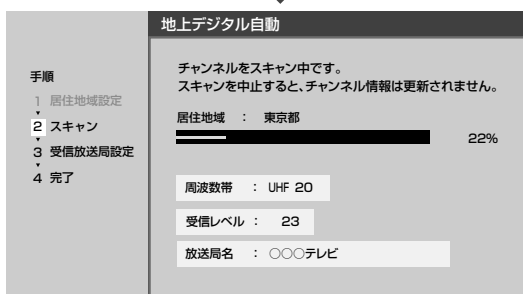 地上デジタル自動
手順
1 居住地域設定
2 スキャン
3 受信放送局設定
4 完了
チャンネルをスキャン中です。
スキャンを中止すると、チャンネル情報は更新されません。
居住地域 : 東京都
22%
周波数帯 : UHF 20
受信レベル : 23
放送局名 : ○○○テレビ